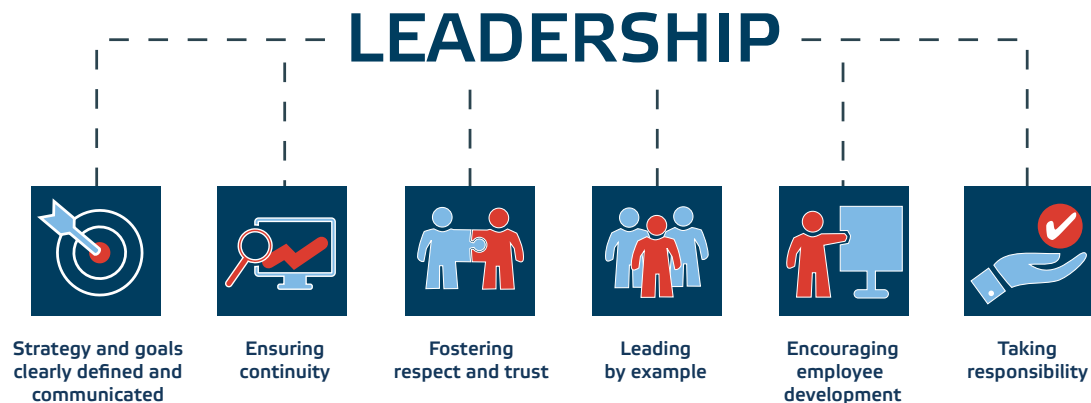 LEADERSHIP
Strategy and goals
clearly defined and
communicated
Ensuring
continuity
Fostering
respect and trust
Leading
by example
Encouraging
employee
development
Taking
responsibility